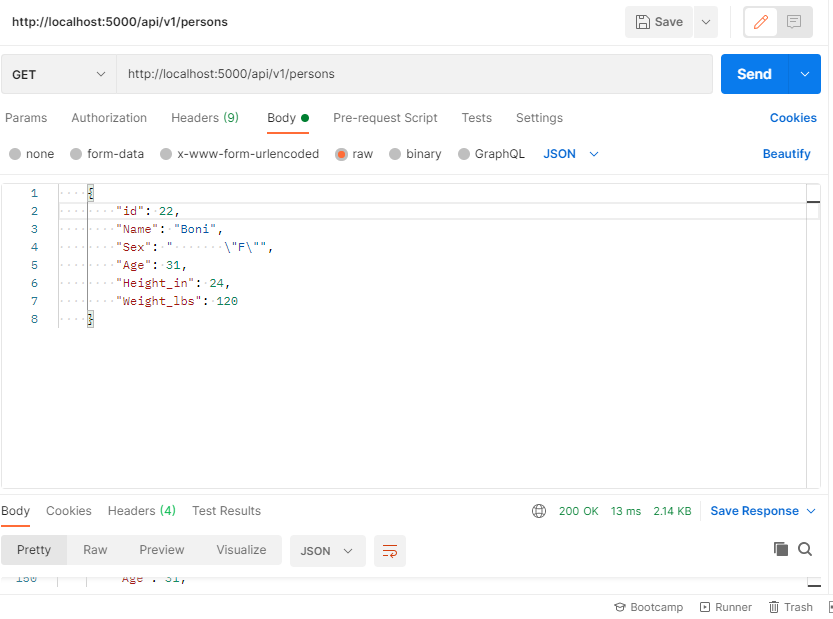 http://localhost:5000/api/v1/persons Save
GET http://localhost:5000/api/v1/persons Send
Params Authorization Headers (9) Body Pre-request Script Tests Settings Cookies
none form-data x-www-form-urlencoded raw binary GraphQL JSON Beautify
1 {
2 "id": 22,
3 "Name": "Boni",
4 "Sex": "       \"F\"",
5 "Age": 31,
6 "Height_in": 24,
7 "Weight_lbs": 120
8 }
Body Cookies Headers (4) Test Results 200 OK 13 ms 2.14 KB Save Response
Pretty Raw Preview Visualize JSON
"Age": 31,
Bootcamp Runner Trash